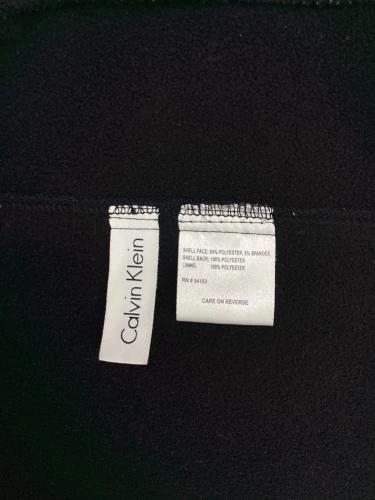 Calvin Klein
SHELL FACE: 94% POLYESTER, 6% SPANDEX
SHELL BACK: 100% POLYESTER
LINING: 100% POLYESTER
RN # 54163
CARE ON REVERSE